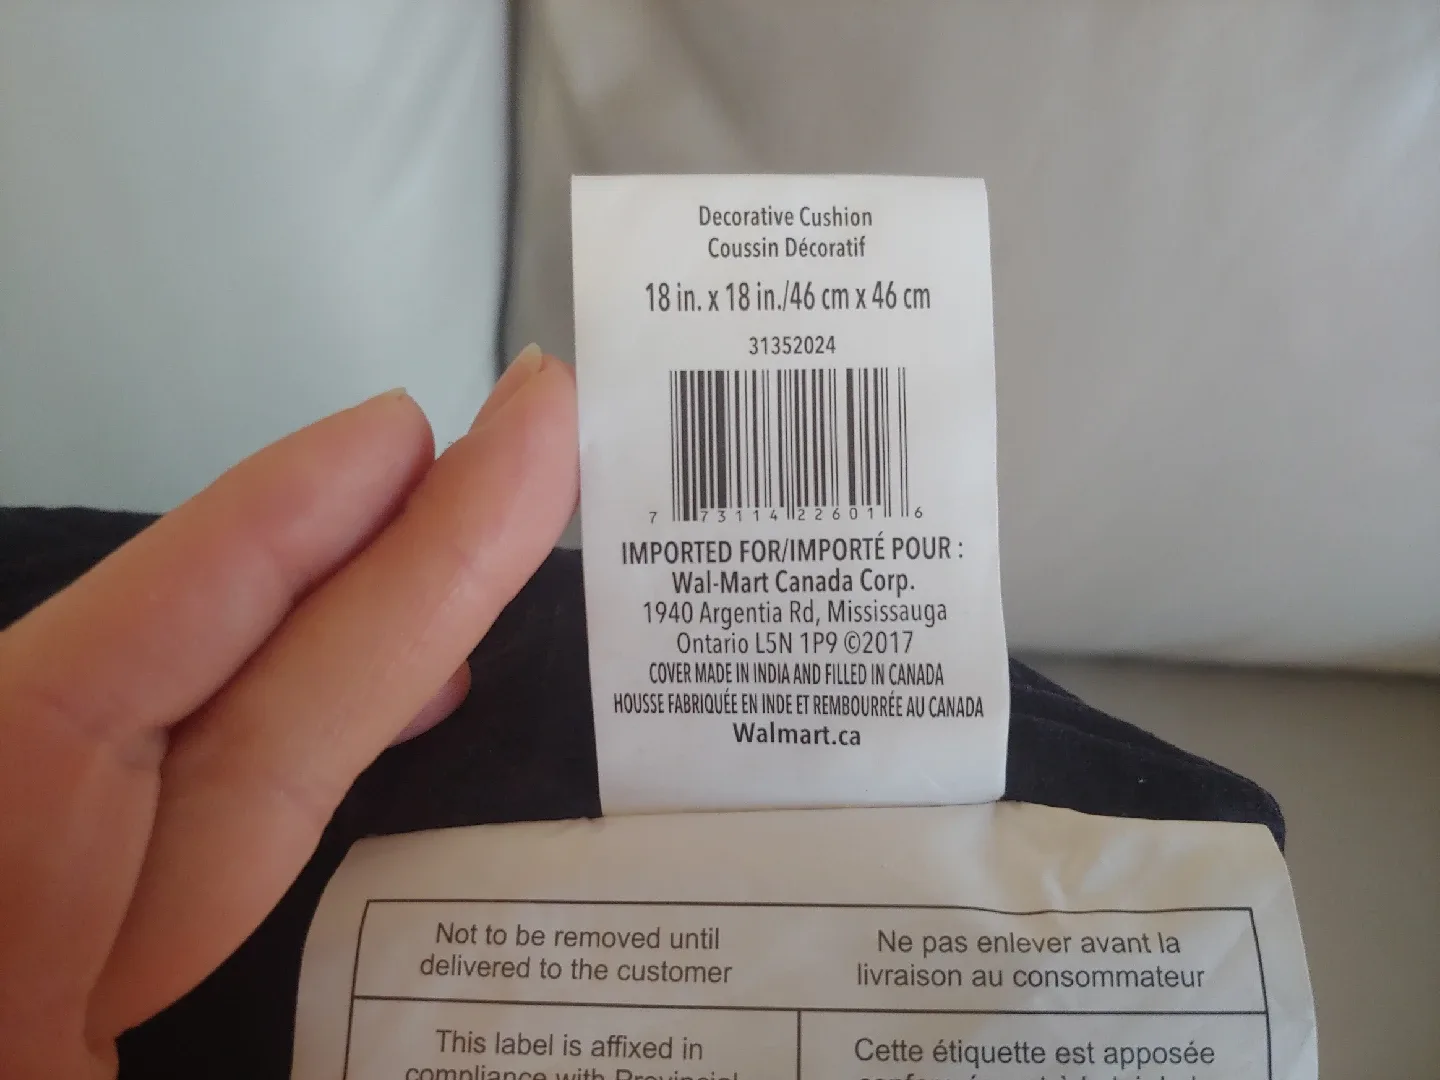 Decorative Cushion
Coussin Décoratif
18 in. x 18 in./46 cm x 46 cm
31352024
7 73114 22601 6
IMPORTED FOR/IMPORTÉ POUR :
Wal-Mart Canada Corp.
1940 Argentia Rd, Mississauga
Ontario L5N 1P9 ©2017
COVER MADE IN INDIA AND FILLED IN CANADA
HOUSSE FABRIQUÉE EN INDE ET REMBOURRÉE AU CANADA
Walmart.ca
Not to be removed until
delivered to the customer
Ne pas enlever avant la
livraison au consommateur
This label is affixed in
compliance with Provincial
Cette étiquette est apposée